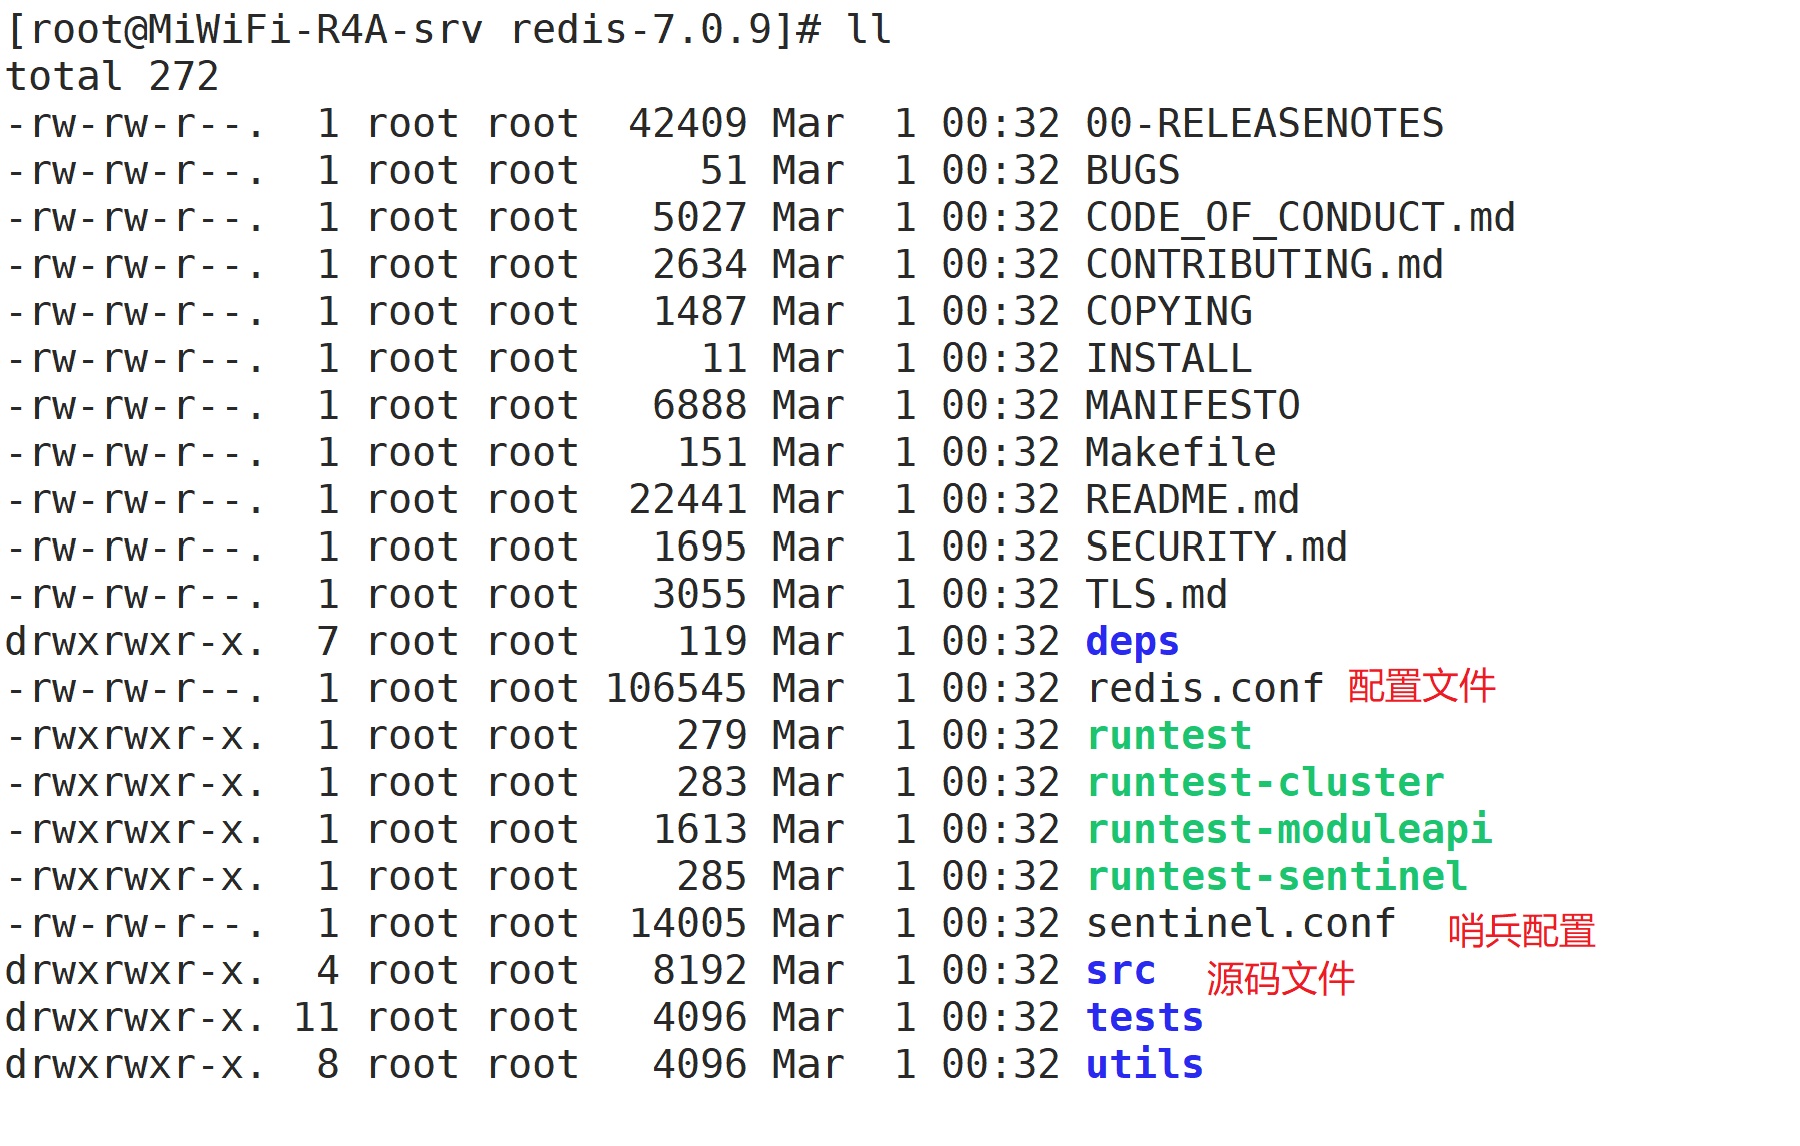 [root@MiWiFi-R4A-srv redis-7.0.9]# ll
total 272
-rw-rw-r--.  1 root root  42409 Mar  1 00:32 00-RELEASENOTES
-rw-rw-r--.  1 root root     51 Mar  1 00:32 BUGS
-rw-rw-r--.  1 root root   5027 Mar  1 00:32 CODE_OF_CONDUCT.md
-rw-rw-r--.  1 root root   2634 Mar  1 00:32 CONTRIBUTING.md
-rw-rw-r--.  1 root root   1487 Mar  1 00:32 COPYING
-rw-rw-r--.  1 root root     11 Mar  1 00:32 INSTALL
-rw-rw-r--.  1 root root   6888 Mar  1 00:32 MANIFESTO
-rw-rw-r--.  1 root root    151 Mar  1 00:32 Makefile
-rw-rw-r--.  1 root root  22441 Mar  1 00:32 README.md
-rw-rw-r--.  1 root root   1695 Mar  1 00:32 SECURITY.md
-rw-rw-r--.  1 root root   3055 Mar  1 00:32 TLS.md
drwxrwxr-x.  7 root root    119 Mar  1 00:32 deps
-rw-rw-r--.  1 root root 106545 Mar  1 00:32 redis.conf 配置文件
-rwxrwxr-x.  1 root root    279 Mar  1 00:32 runtest
-rwxrwxr-x.  1 root root    283 Mar  1 00:32 runtest-cluster
-rwxrwxr-x.  1 root root   1613 Mar  1 00:32 runtest-moduleapi
-rwxrwxr-x.  1 root root    285 Mar  1 00:32 runtest-sentinel
-rw-rw-r--.  1 root root  14005 Mar  1 00:32 sentinel.conf 哨兵配置
drwxrwxr-x.  4 root root   8192 Mar  1 00:32 src 源码文件
drwxrwxr-x. 11 root root   4096 Mar  1 00:32 tests
drwxrwxr-x.  8 root root   4096 Mar  1 00:32 utils